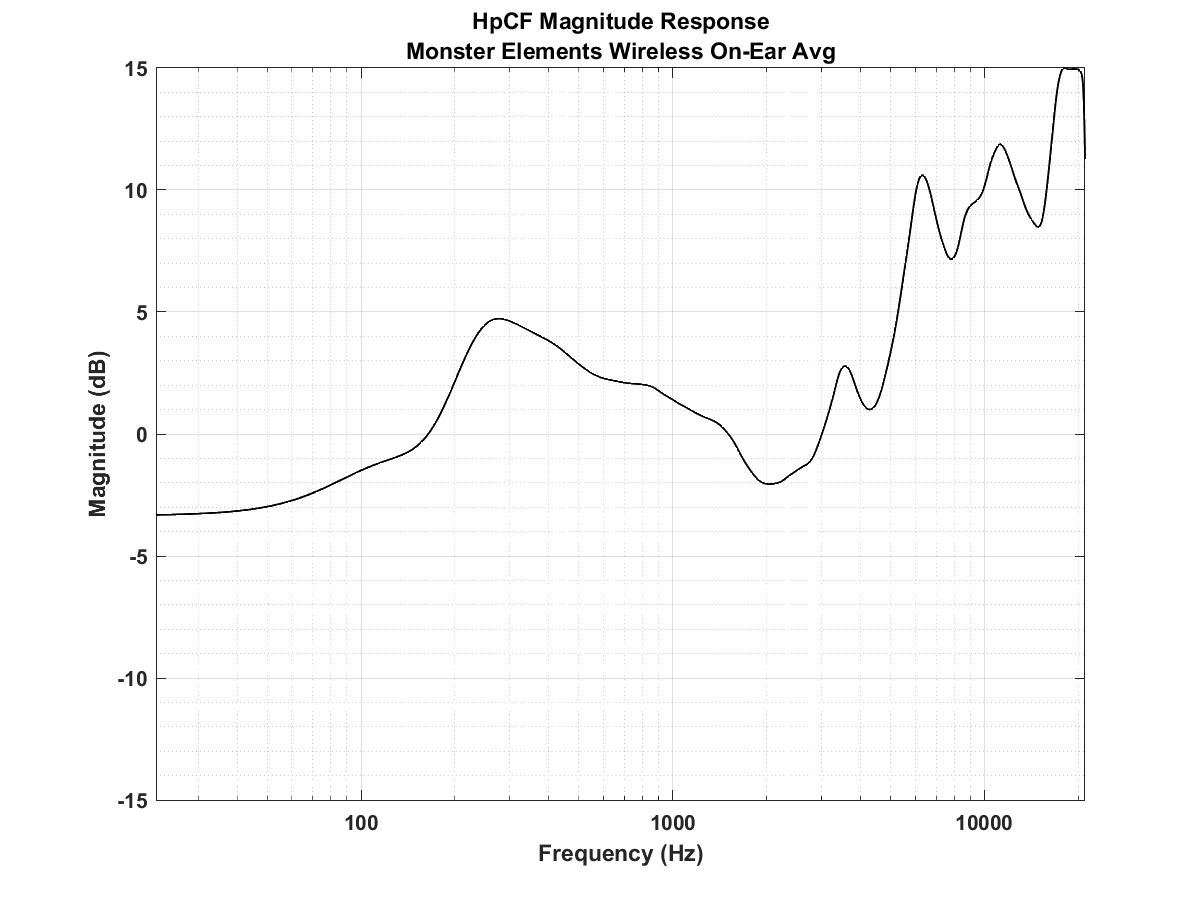 HpCF Magnitude Response
Monster Elements Wireless On-Ear Avg
15
10
5
0
-5
-10
-15
Magnitude (dB)
100 1000 10000
Frequency (Hz)